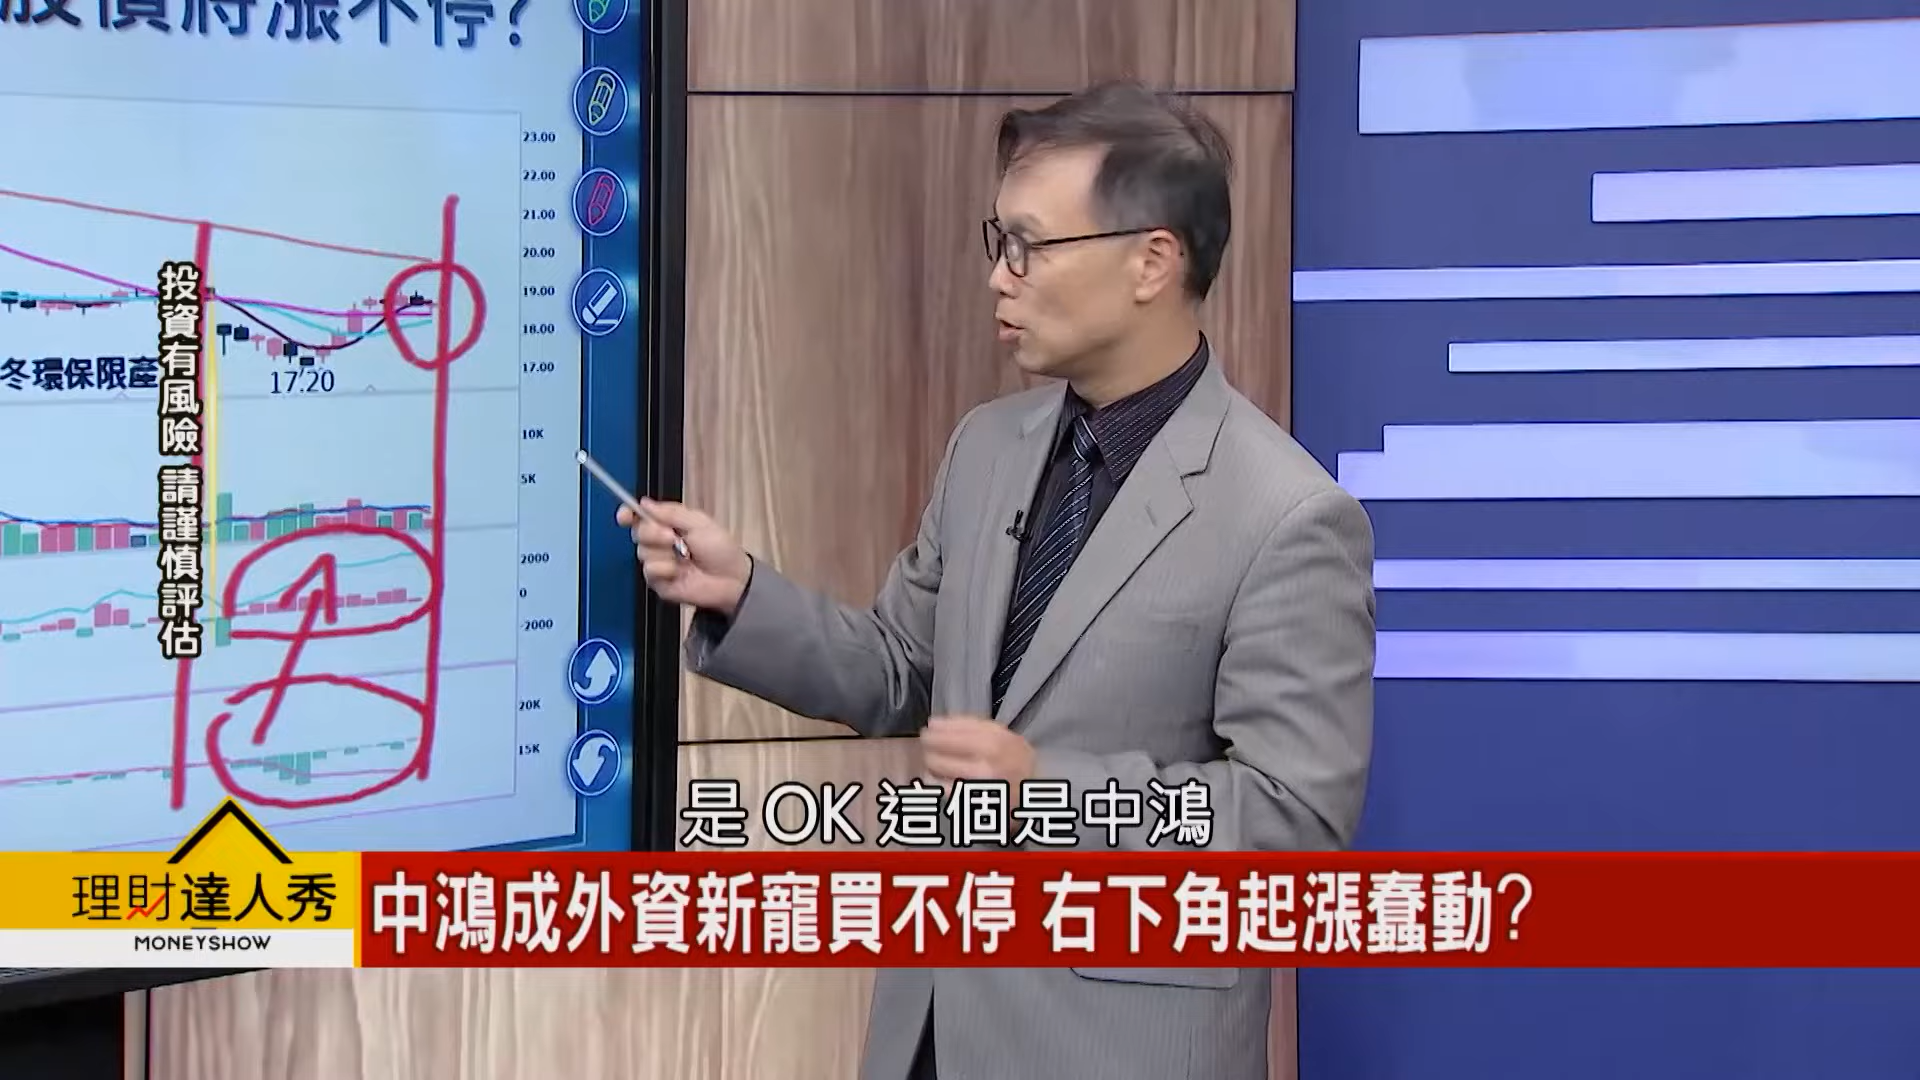 股價將漲不停?
23.00
22.00
21.00
20.00
19.00
18.00
17.00
冬環保限產
17.20
10K
5K
2000
0
-2000
20K
15K
投資有風險 請謹慎評估
是 OK 這個是中鴻
理財達人秀
MONEYSHOW
中鴻成外資新寵買不停 右下角起漲蠢動?